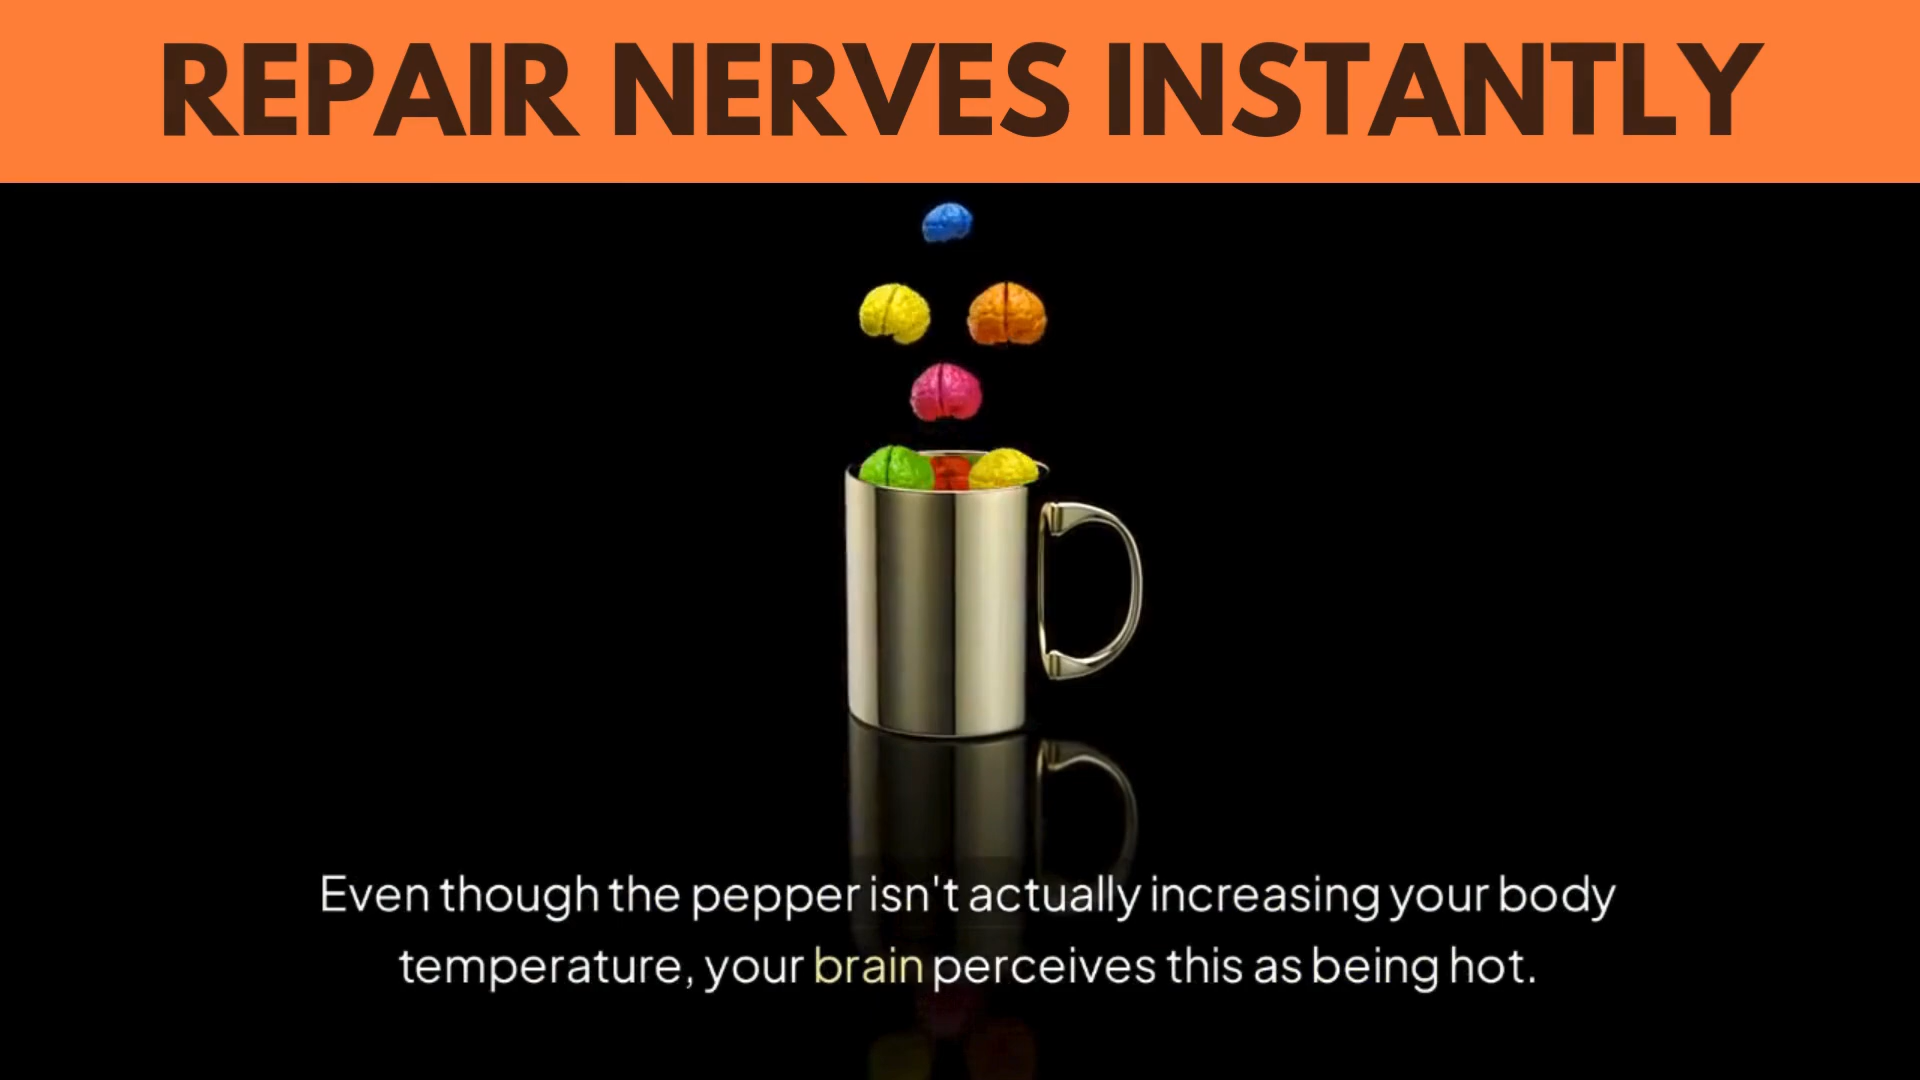 REPAIR NERVES INSTANTLY
Even though the pepper isn't actually increasing your body
temperature, your brain perceives this as being hot.